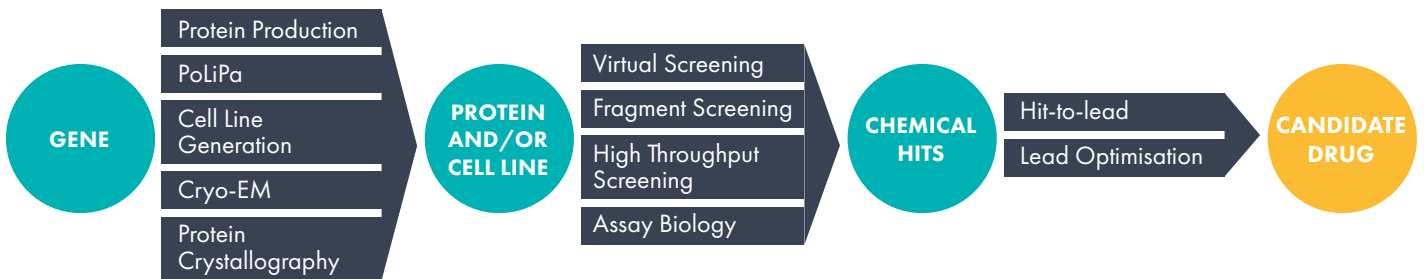 GENE
Protein Production
PoLiPa
Cell Line
Generation
Cryo-EM
Protein
Crystallography
PROTEIN
AND/OR
CELL LINE
Virtual Screening
Fragment Screening
High Throughput
Screening
Assay Biology
CHEMICAL
HITS
Hit-to-lead
Lead Optimisation
CANDIDATE
DRUG